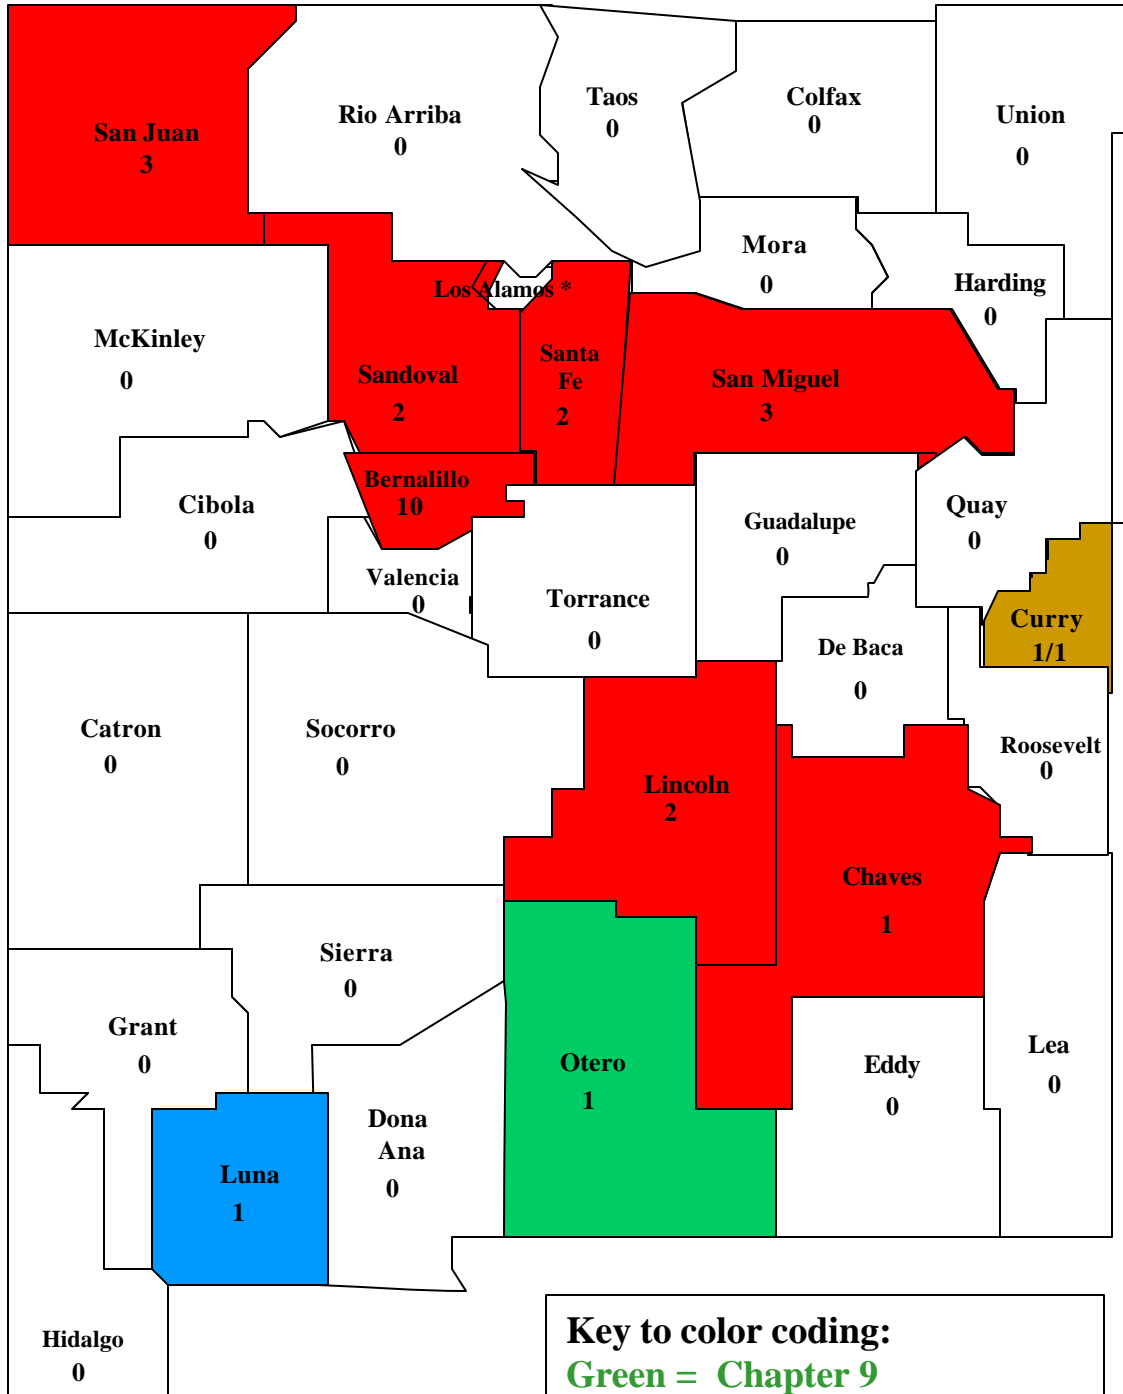 San Juan
3
Rio Arriba
0
Taos
0
Colfax
0
Union
0
Mora
0
Harding
0
Los Alamos *
McKinley
0
Sandoval
2
Santa
Fe
2
San Miguel
3
Bernalillo
10
Cibola
0
Guadalupe
0
Quay
0
Valencia
0
Torrance
0
Curry
1/1
De Baca
0
Catron
0
Socorro
0
Roosevelt
0
Lincoln
2
Chaves
1
Sierra
0
Grant
0
Otero
1
Eddy
0
Lea
0
Dona
Ana
0
Luna
1
Hidalgo
0
Key to color coding:
Green = Chapter 9